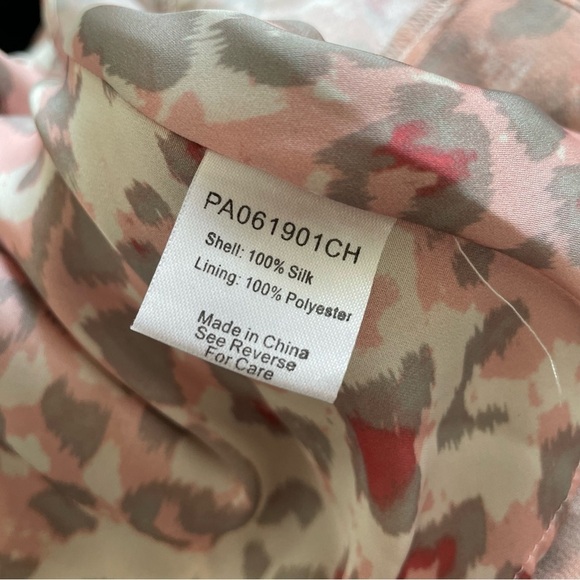 PA061901CH
Shell: 100% Silk
Lining: 100% Polyester
Made in China
See Reverse
For Care